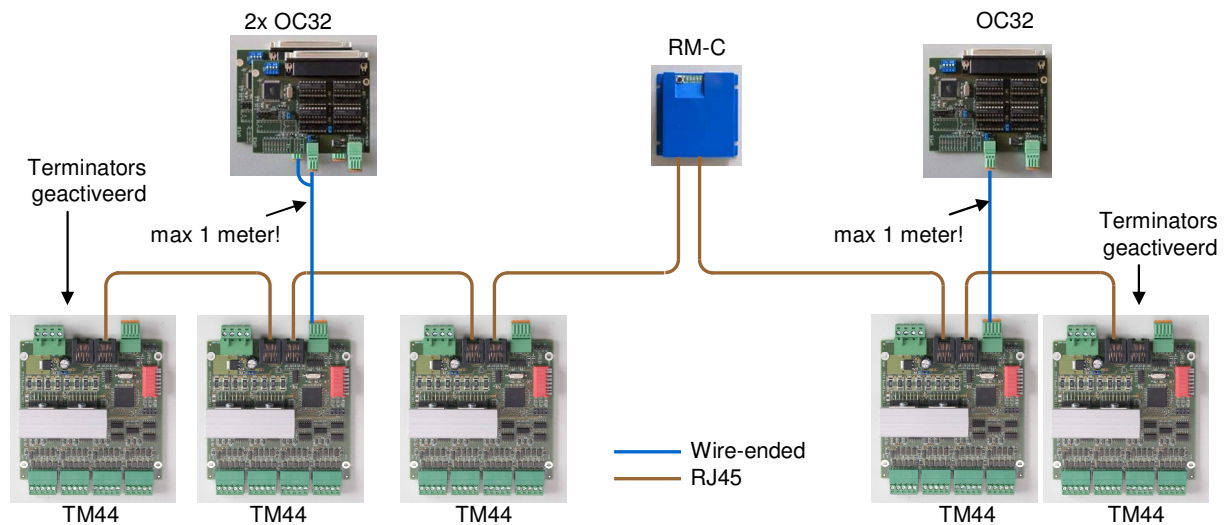 2x OC32
RM-C
OC32
Terminators
geactiveerd
max 1 meter!
max 1 meter!
Terminators
geactiveerd
Wire-ended
RJ45
TM44
TM44
TM44
TM44
TM44